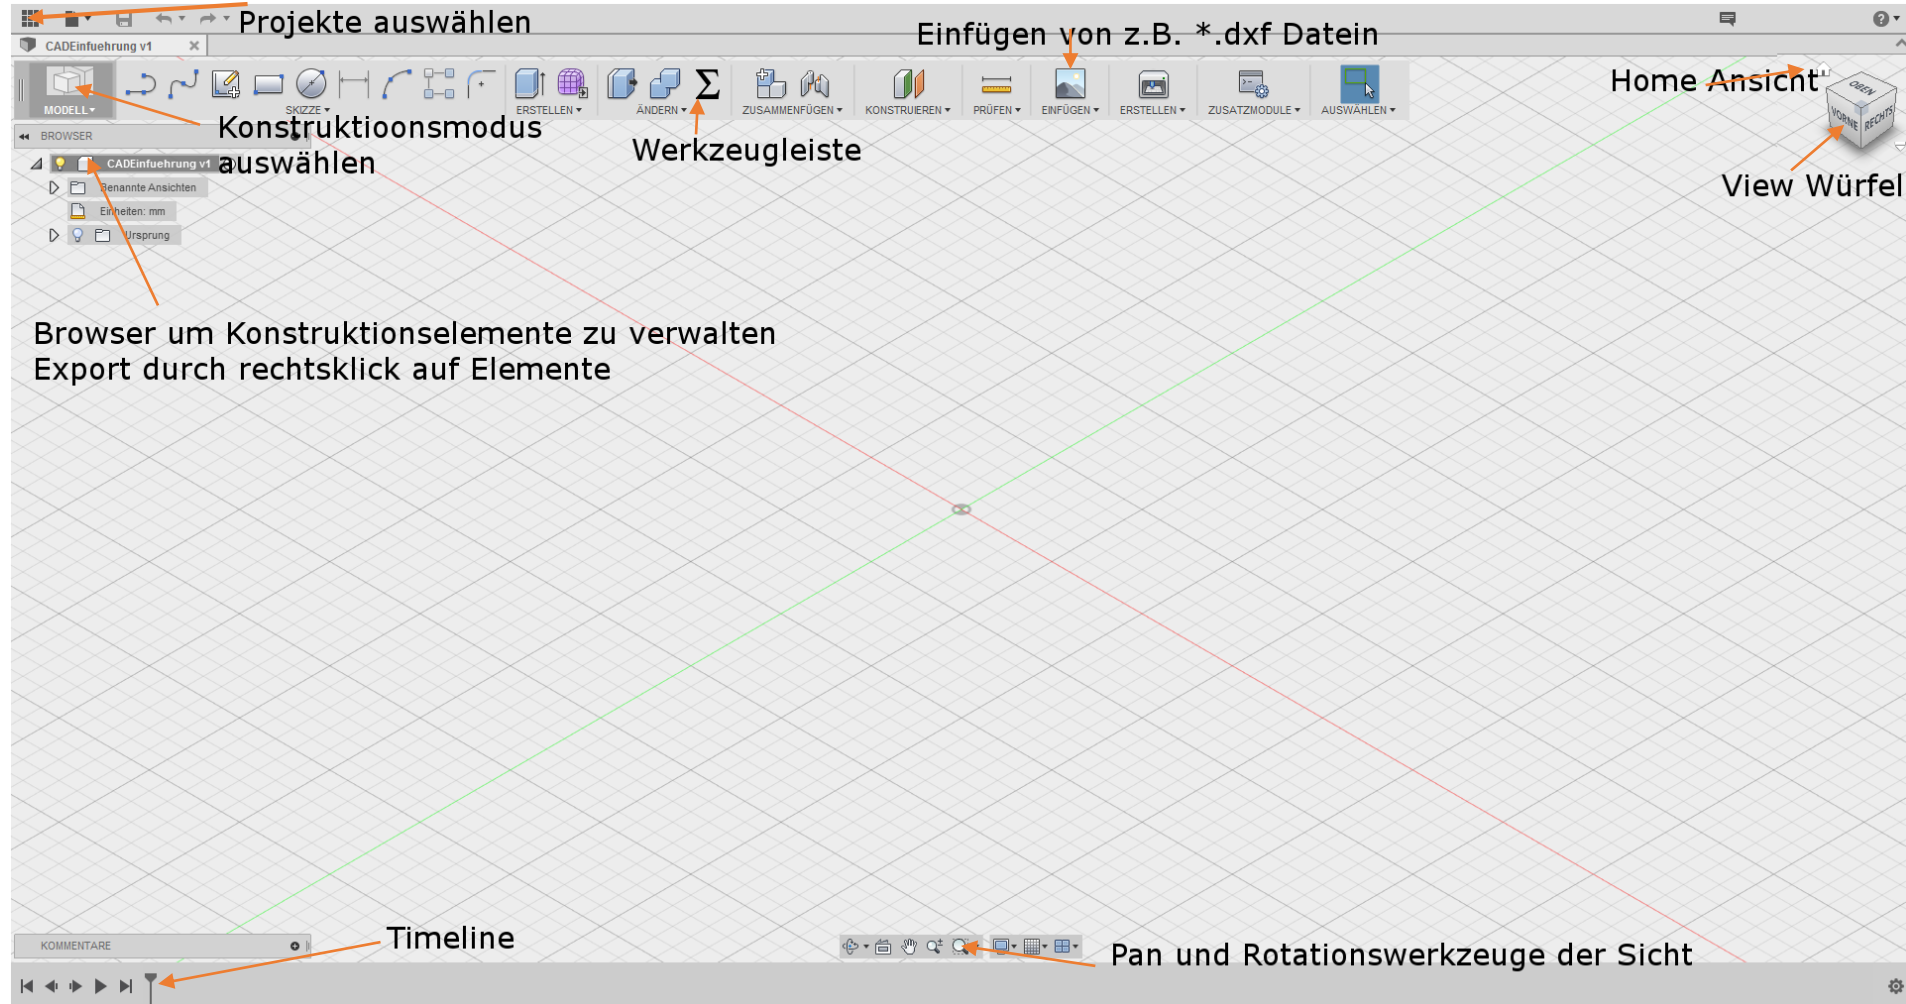 Projekte auswählen
CADEinfuehrung v1
Einfügen von z.B. *.dxf Datein
Home Ansicht
OBEN
VORNE
RECHTS
View Würfel
MODELL
SKIZZE
ERSTELLEN
ÄNDERN
ZUSAMMENFÜGEN
KONSTRUIEREN
PRÜFEN
EINFÜGEN
ERSTELLEN
ZUSATZMODULE
AUSWÄHLEN
Konstruktioonsmodus
auswählen
Werkzeugleiste
BROWSER
CADEinfuehrung v1
Benannte Ansichten
Einheiten: mm
Ursprung
Browser um Konstruktionselemente zu verwalten
Export durch rechtsklick auf Elemente
KOMMENTARE
Timeline
Pan und Rotationswerkzeuge der Sicht